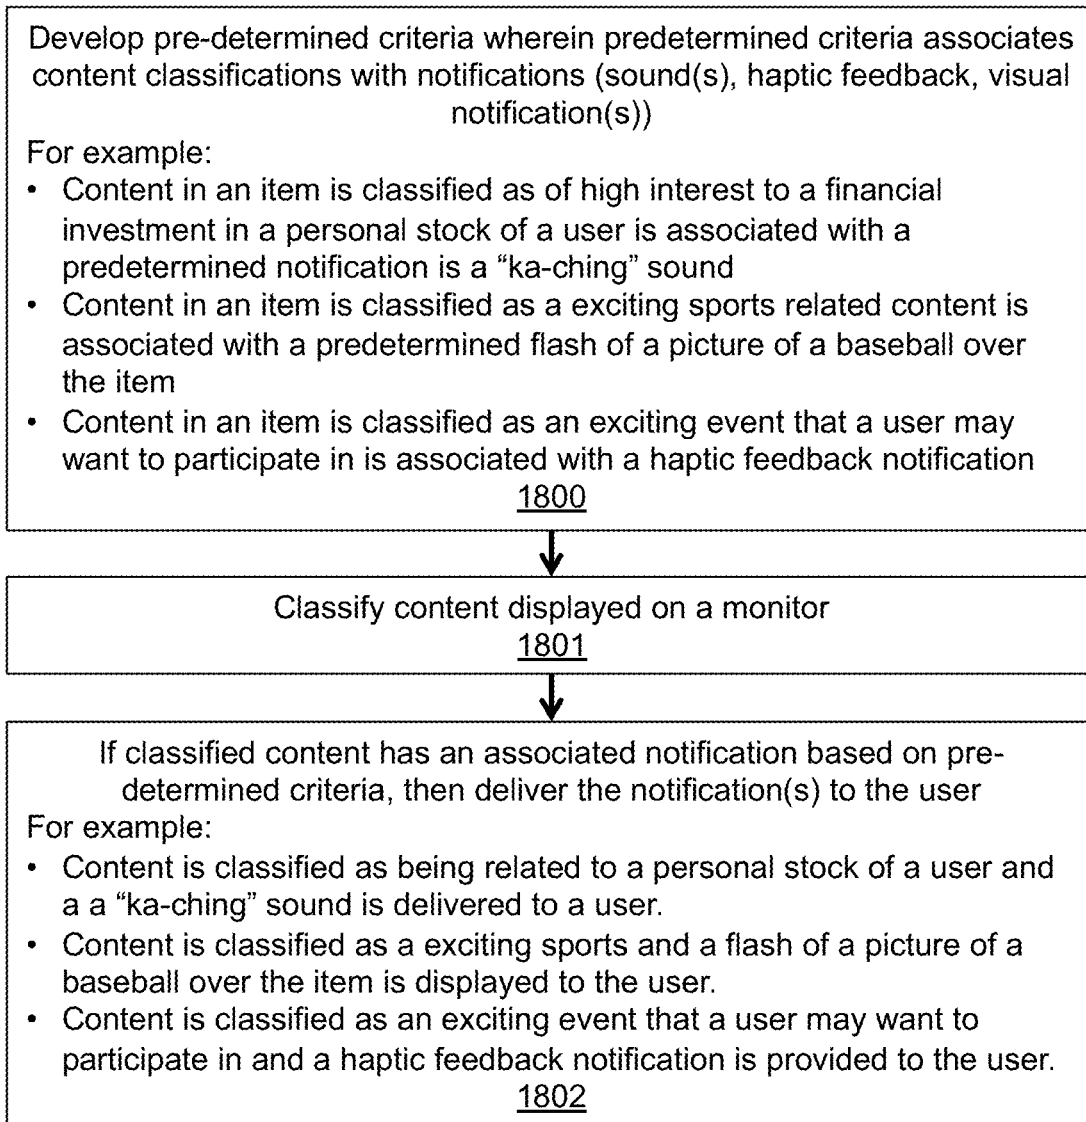 Develop pre-determined criteria wherein predetermined criteria associates
content classifications with notifications (sound(s), haptic feedback, visual
notification(s))
For example:
• Content in an item is classified as of high interest to a financial
investment in a personal stock of a user is associated with a
predetermined notification is a “ka-ching” sound
• Content in an item is classified as a exciting sports related content is
associated with a predetermined flash of a picture of a baseball over
the item
• Content in an item is classified as an exciting event that a user may
want to participate in is associated with a haptic feedback notification
1800
Classify content displayed on a monitor
1801
If classified content has an associated notification based on pre-
determined criteria, then deliver the notification(s) to the user
For example:
• Content is classified as being related to a personal stock of a user and
a a “ka-ching” sound is delivered to a user.
• Content is classified as a exciting sports and a flash of a picture of a
baseball over the item is displayed to the user.
• Content is classified as an exciting event that a user may want to
participate in and a haptic feedback notification is provided to the user.
1802